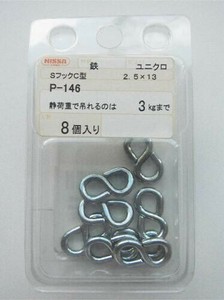 NISSO
鉄 ユニクロ
SフックC型 2.5×13
P-146
静荷重で吊れるのは 3kgまで
8個入り